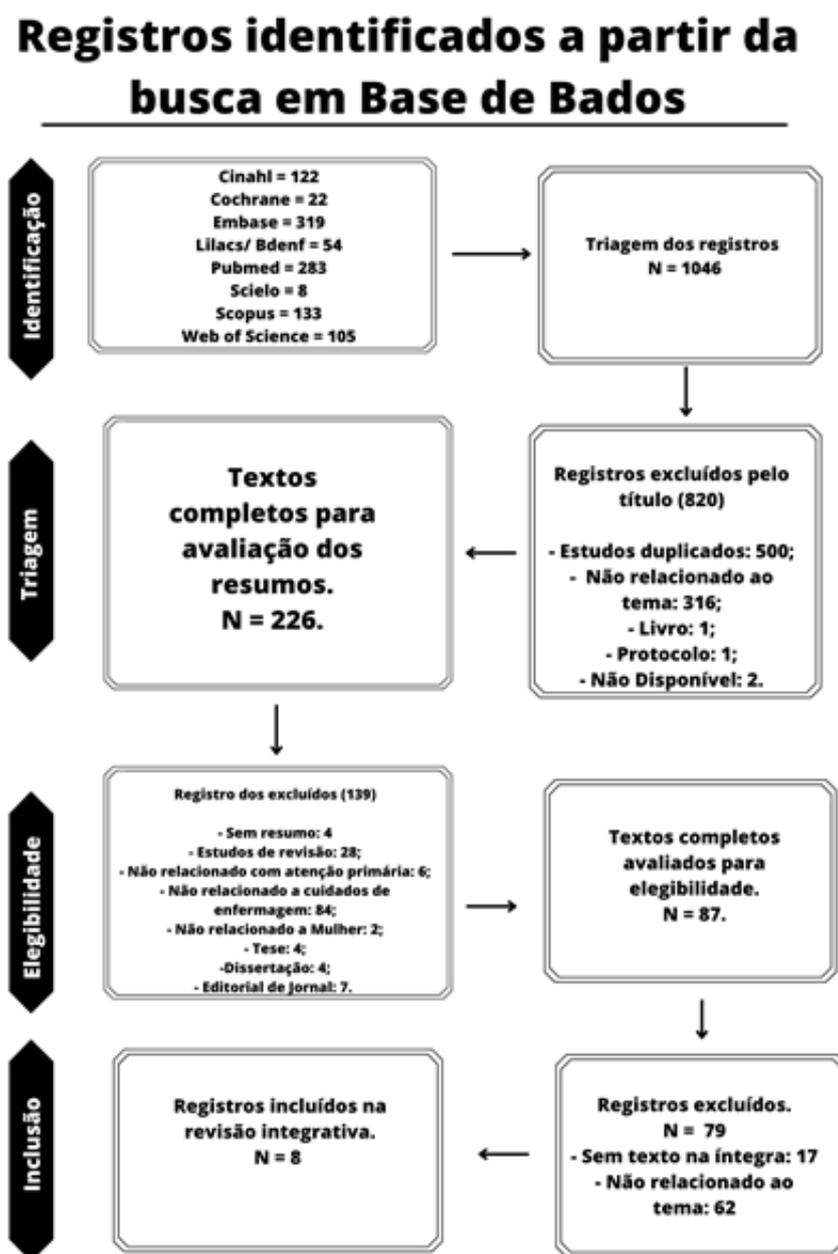 Registros identificados a partir da
busca em Base de Bados
Identificação
Cinahl = 122
Cochrane = 22
Embase = 319
Lilacs/ Bdenf = 54
Pubmed = 283
Scielo = 8
Scopus = 133
Web of Science = 105
Triagem dos registros
N = 1046
Triagem
Textos
completos para
avaliação dos
resumos.
N = 226.
Registros excluídos pelo
título (820)
- Estudos duplicados: 500;
- Não relacionado ao
tema: 316;
- Livro: 1;
- Protocolo: 1;
- Não Disponível: 2.
Elegibilidade
Registro dos excluídos (139)
- Sem resumo: 4
- Estudos de revisão: 28;
- Não relacionado com atenção primária: 6;
- Não relacionado a cuidados de
enfermagem: 84;
- Não relacionado a Mulher: 2;
- Tese: 4;
-Dissertação: 4;
- Editorial de Jornal: 7.
Textos completos
avaliados para
elegibilidade.
N = 87.
Inclusão
Registros incluídos na
revisão integrativa.
N = 8
Registros excluídos.
N = 79
- Sem texto na íntegra: 17
- Não relacionado ao
tema: 62